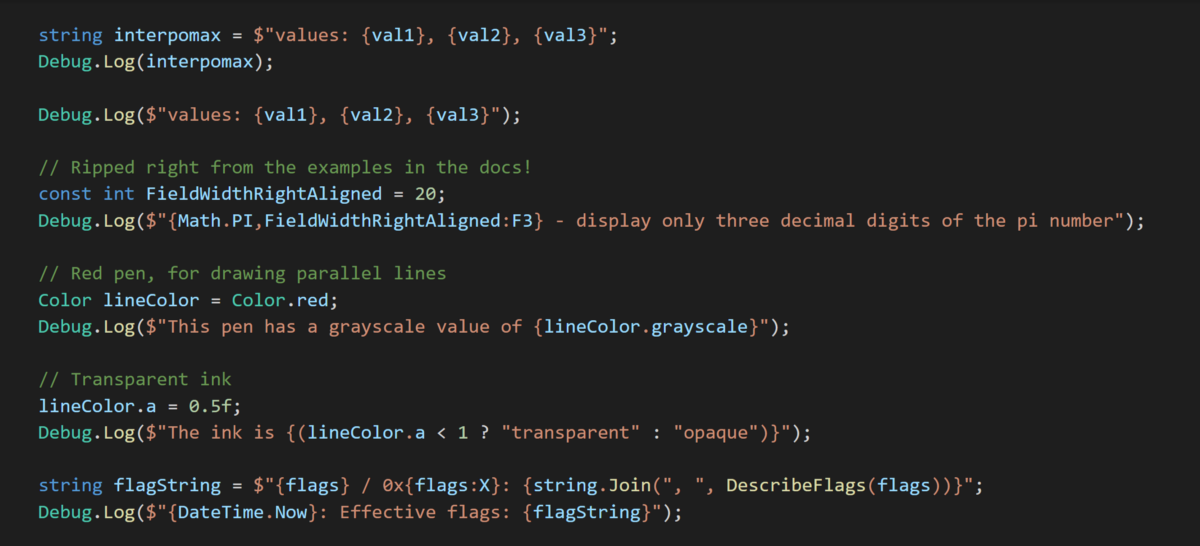 string interpomax = $"values: {val1}, {val2}, {val3}";
Debug.Log(interpomax);
Debug.Log($"values: {val1}, {val2}, {val3}");
// Ripped right from the examples in the docs!
const int FieldWidthRightAligned = 20;
Debug.Log($"{Math.PI,FieldWidthRightAligned:F3} - display only three decimal digits of the pi number");
// Red pen, for drawing parallel lines
Color lineColor = Color.red;
Debug.Log($"This pen has a grayscale value of {lineColor.grayscale}");
// Transparent ink
lineColor.a = 0.5f;
Debug.Log($"The ink is {(lineColor.a < 1 ? "transparent" : "opaque")}");
string flagString = $"{flags} / 0x{flags:X}: {string.Join(", ", DescribeFlags(flags))}";
Debug.Log($"{DateTime.Now}: Effective flags: {flagString}");